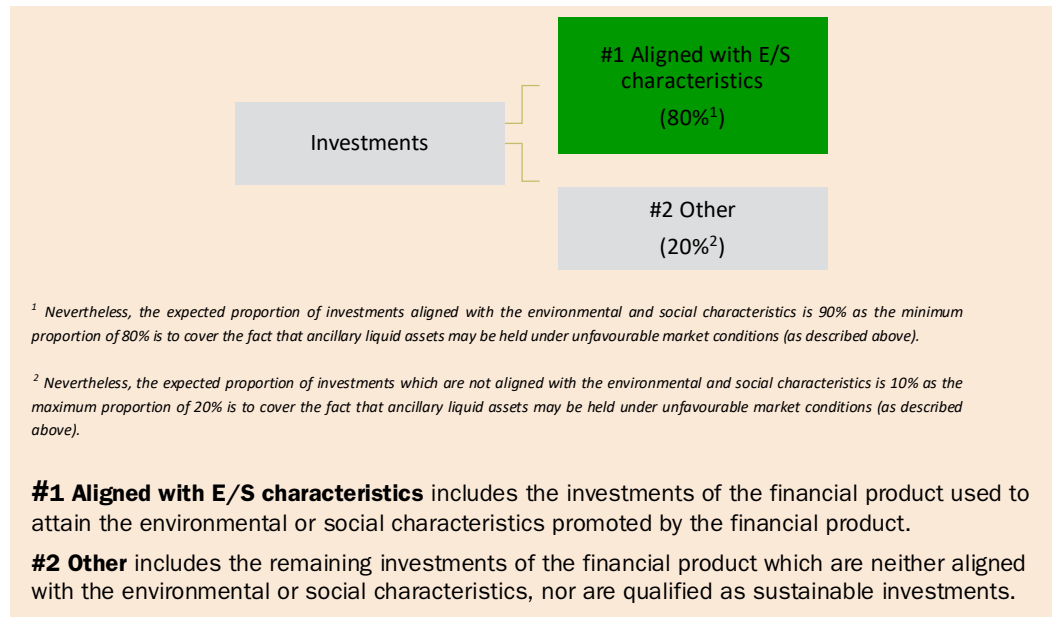 #1 Aligned with E/S
characteristics
(80%¹)
Investments
#2 Other
(20%²)
¹ Nevertheless, the expected proportion of investments aligned with the environmental and social characteristics is 90% as the minimum
proportion of 80% is to cover the fact that ancillary liquid assets may be held under unfavourable market conditions (as described above).
² Nevertheless, the expected proportion of investments which are not aligned with the environmental and social characteristics is 10% as the
maximum proportion of 20% is to cover the fact that ancillary liquid assets may be held under unfavourable market conditions (as described
above).
#1 Aligned with E/S characteristics includes the investments of the financial product used to
attain the environmental or social characteristics promoted by the financial product.
#2 Other includes the remaining investments of the financial product which are neither aligned
with the environmental or social characteristics, nor are qualified as sustainable investments.